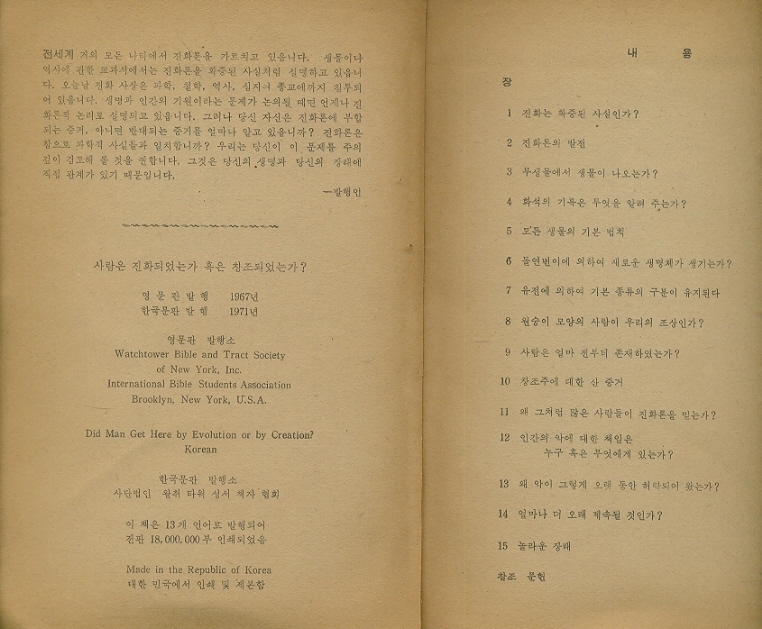 전세계 거의 모든 나라에서 진화론을 가르치고 있읍니다. 생물이나
역사에 관한 교과서에서는 진화론을 확증된 사실처럼 설명하고 있읍니
다. 오늘날 진화 사상은 과학, 철학, 역사, 심지어 종교에까지 침투되
어 있읍니다. 생명과 인간의 기원이라는 문제가 논의될 때면 언제나 진
화론적 논리로 설명되고 있읍니다. 그러나 당신 자신은 진화론에 부합
되는 증거, 아니면 반대되는 증거를 얼마나 알고 있읍니까? 진화론은
참으로 과학적 사실들과 일치합니까? 우리는 당신이 이 문제를 주의
깊이 검토해 볼 것을 권합니다. 그것은 당신의 생명과 당신의 장래에
직접 관계가 있기 때문입니다.
—발행인
사람은 진화되었는가 혹은 창조되었는가?
영문판발행 1967년
한국문판발행 1971년
영문판 발행소
Watchtower Bible and Tract Society
of New York, Inc.
International Bible Students Association
Brooklyn, New York, U.S.A.
Did Man Get Here by Evolution or by Creation?
Korean
한국문판 발행소
사단법인 왙취 타워 성서 책자 협회
이 책은 13개 언어로 발행되어
전판 18,000,000부 인쇄되었음
Made in the Republic of Korea
대한 민국에서 인쇄 및 제본함
내 용
장
1 진화는 확증된 사실인가?
2 진화론의 발전
3 무생물에서 생물이 나오는가?
4 화석의 기록은 무엇을 알려 주는가?
5 모든 생물의 기본 법칙
6 돌연변이에 의하여 새로운 생명체가 생기는가?
7 유전에 의하여 기본 종류의 구분이 유지된다
8 원숭이 모양의 사람이 우리의 조상인가?
9 사람은 얼마 전부터 존재하였는가?
10 창조주에 대한 산 증거
11 왜 그처럼 많은 사람들이 진화론을 믿는가?
12 인간의 악에 대한 책임은
누구 혹은 무엇에게 있는가?
13 왜 악이 그렇게 오랜 동안 허락되어 왔는가?
14 얼마나 더 오래 계속될 것인가?
15 놀라운 장래
참조 문헌